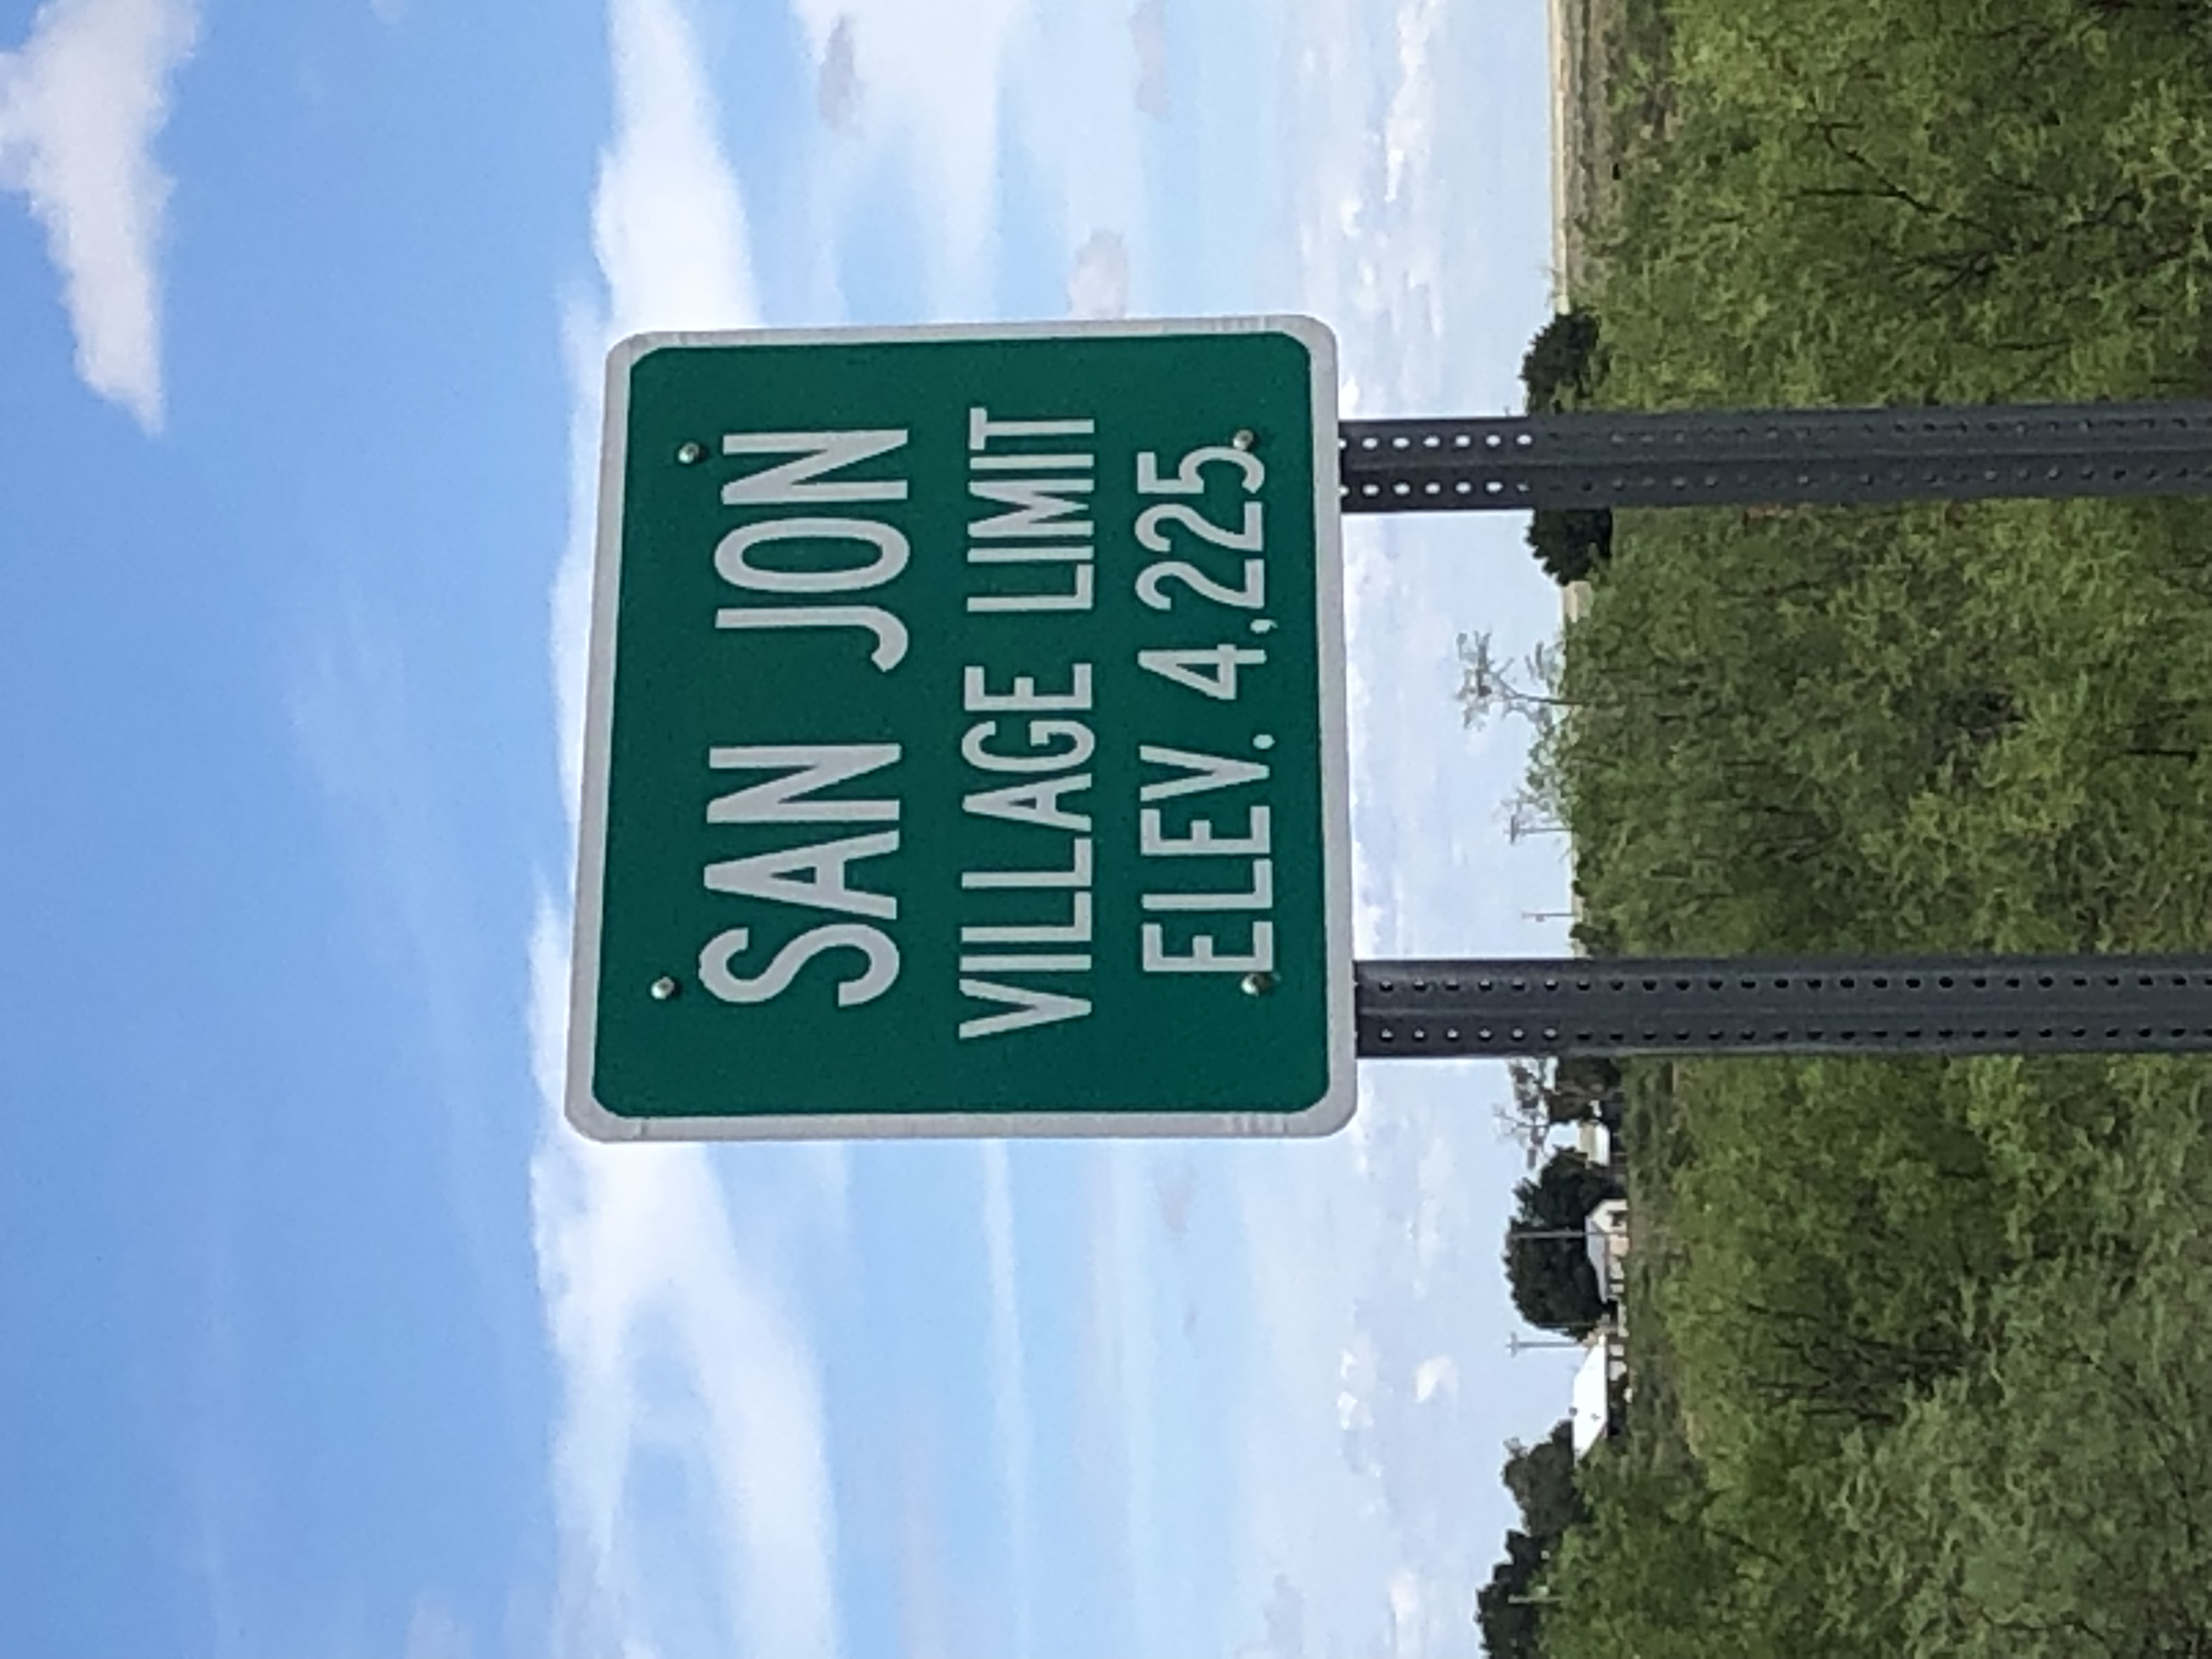 SAN JON
VILLAGE LIMIT
ELEV. 4,225